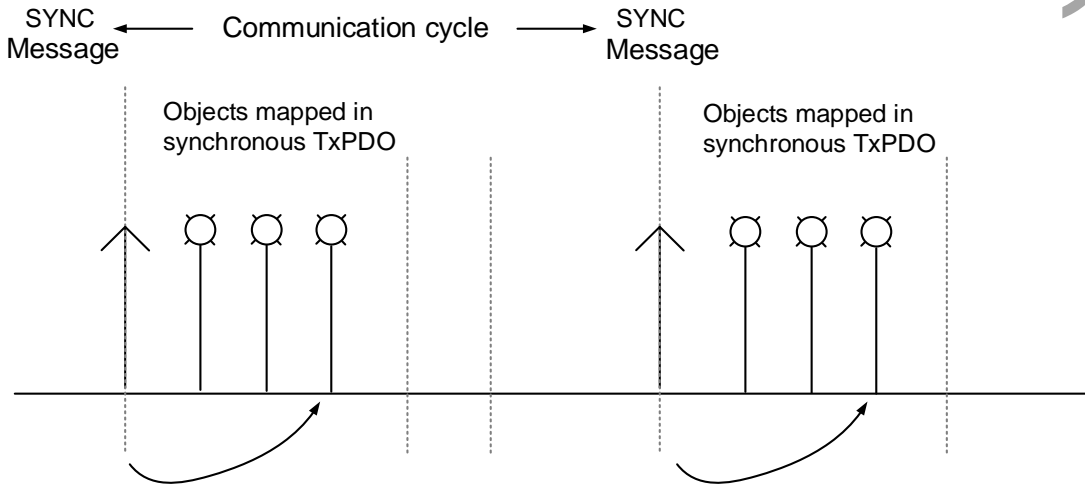 SYNC
Message
Communication cycle
SYNC
Message
Objects mapped in
synchronous TxPDO
Objects mapped in
synchronous TxPDO